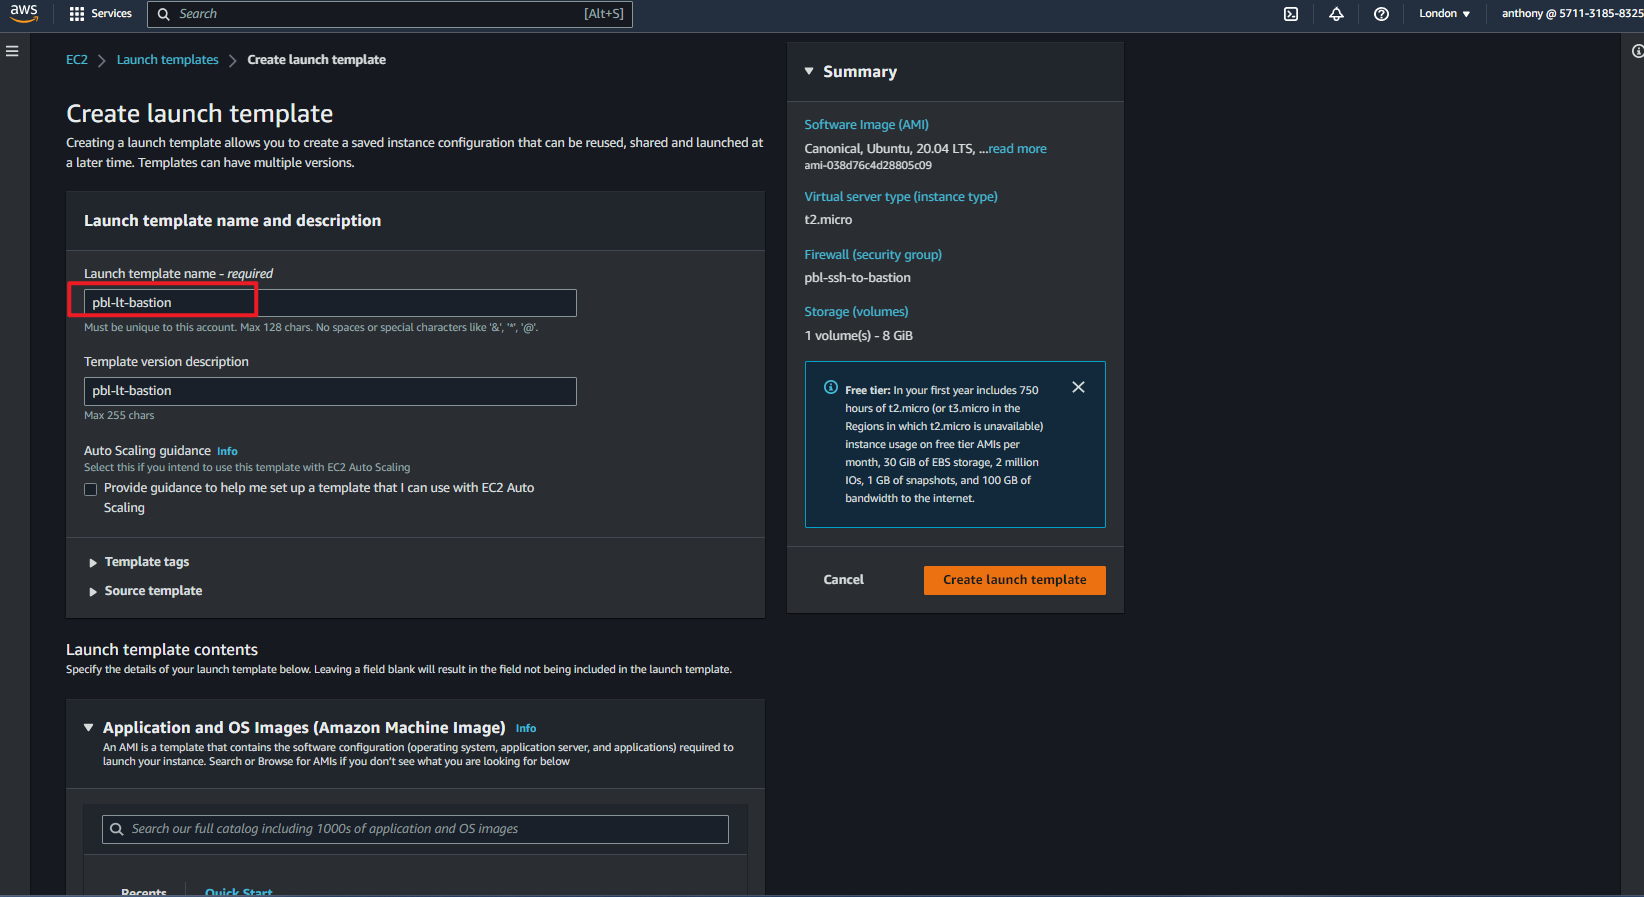 aws Services Search [Alt+S] London anthony @ 5711-3185-8325
EC2 Launch templates Create launch template
Create launch template
Creating a launch template allows you to create a saved instance configuration that can be reused, shared and launched at
a later time. Templates can have multiple versions.
Launch template name and description
Launch template name - required
pbl-lt-bastion
Must be unique to this account. Max 128 chars. No spaces or special characters like '&', '*', '@'.
Template version description
pbl-lt-bastion
Max 255 chars
Auto Scaling guidance Info
Select this if you intend to use this template with EC2 Auto Scaling
Provide guidance to help me set up a template that I can use with EC2 Auto
Scaling
Template tags
Source template
Launch template contents
Specify the details of your launch template below. Leaving a field blank will result in the field not being included in the launch template.
Application and OS Images (Amazon Machine Image) Info
An AMI is a template that contains the software configuration (operating system, application server, and applications) required to
launch your instance. Search or Browse for AMIs if you don't see what you are looking for below
Search our full catalog including 1000s of application and OS images
Recents Quick Start
Summary
Software Image (AMI)
Canonical, Ubuntu, 20.04 LTS, ...read more
ami-038d76c4d28805c09
Virtual server type (instance type)
t2.micro
Firewall (security group)
pbl-ssh-to-bastion
Storage (volumes)
1 volume(s) - 8 GiB
Free tier: In your first year includes 750
hours of t2.micro (or t3.micro in the
Regions in which t2.micro is unavailable)
instance usage on free tier AMIs per
month, 30 GiB of EBS storage, 2 million
IOs, 1 GB of snapshots, and 100 GB of
bandwidth to the internet.
Cancel Create launch template